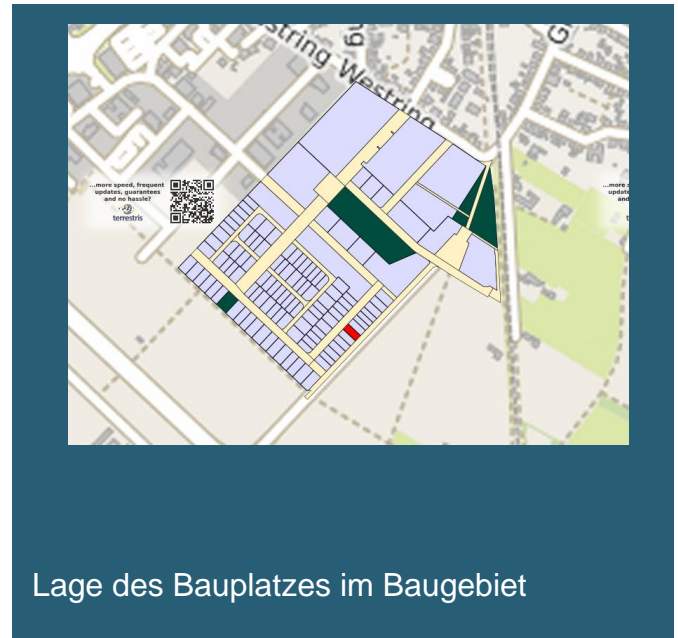 Westring Westring
...more speed, frequent
updates, guarantees
and no hassle?
terrestris
Lage des Bauplatzes im Baugebiet